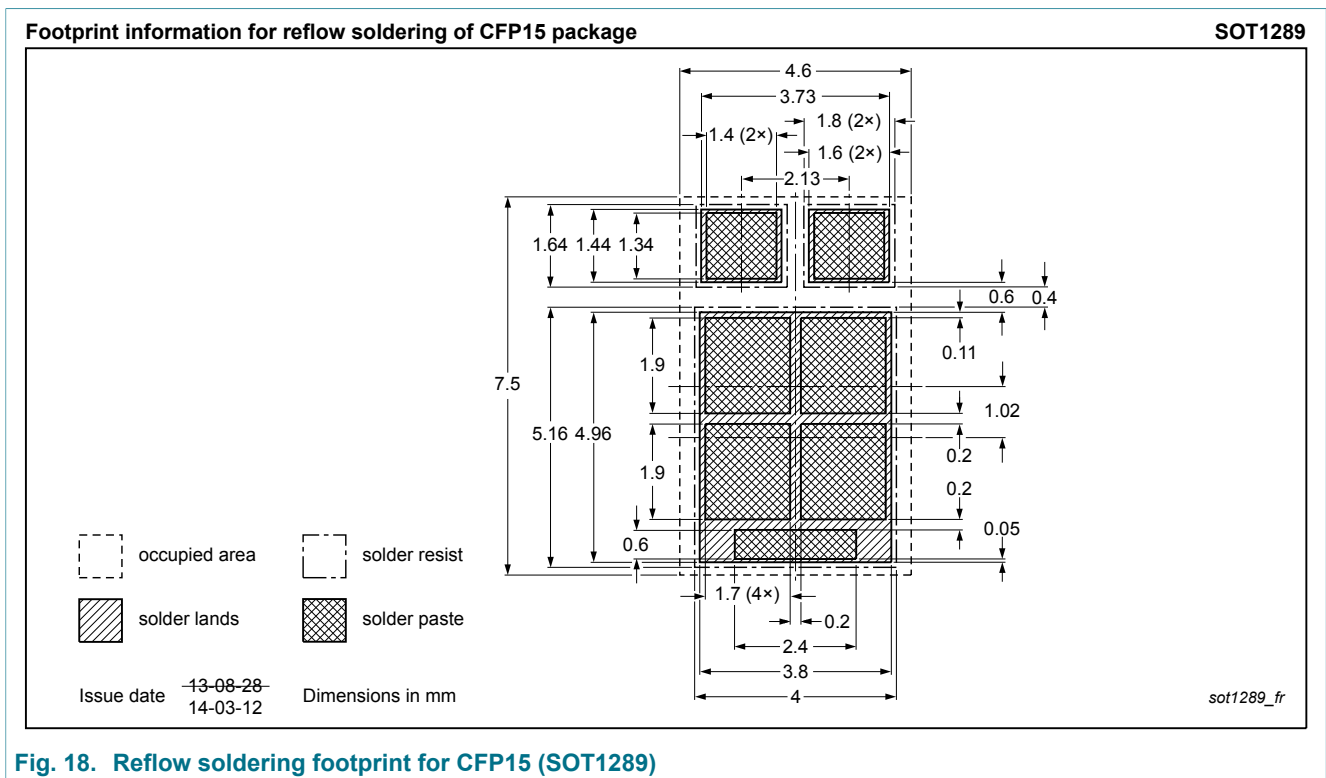 Footprint information for reflow soldering of CFP15 package SOT1289
4.6
3.73
1.4 (2×) 1.8 (2×)
1.6 (2×)
2.13
1.64 1.44 1.34
0.6 0.4
0.11
1.9
7.5
1.02
5.16 4.96
0.2
1.9
0.2
0.05
0.6
1.7 (4×)
0.2
2.4
3.8
4
occupied area solder resist
solder lands solder paste
Issue date 13-08-28 Dimensions in mm
14-03-12
sot1289_fr
Fig. 18. Reflow soldering footprint for CFP15 (SOT1289)